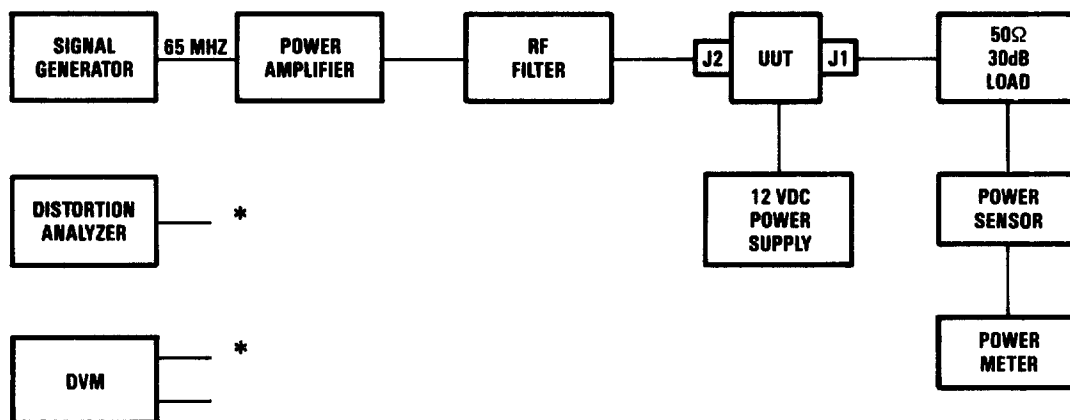 SIGNAL
GENERATOR
65 MHZ
POWER
AMPLIFIER
RF
FILTER
J2
UUT
J1
50Ω
30dB
LOAD
DISTORTION
ANALYZER
*
12 VDC
POWER
SUPPLY
POWER
SENSOR
DVM
*
POWER
METER